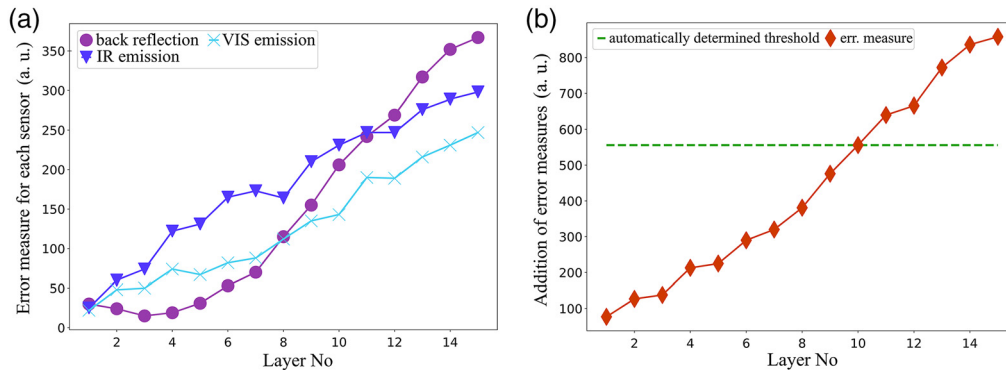 (a)
back reflection
VIS emission
IR emission
Error measure for each sensor (a. u.)
350
300
250
200
150
100
50
0
2 4 6 8 10 12 14
Layer No
(b)
automatically determined threshold
err. measure
Addition of error measures (a. u.)
800
700
600
500
400
300
200
100
2 4 6 8 10 12 14
Layer No